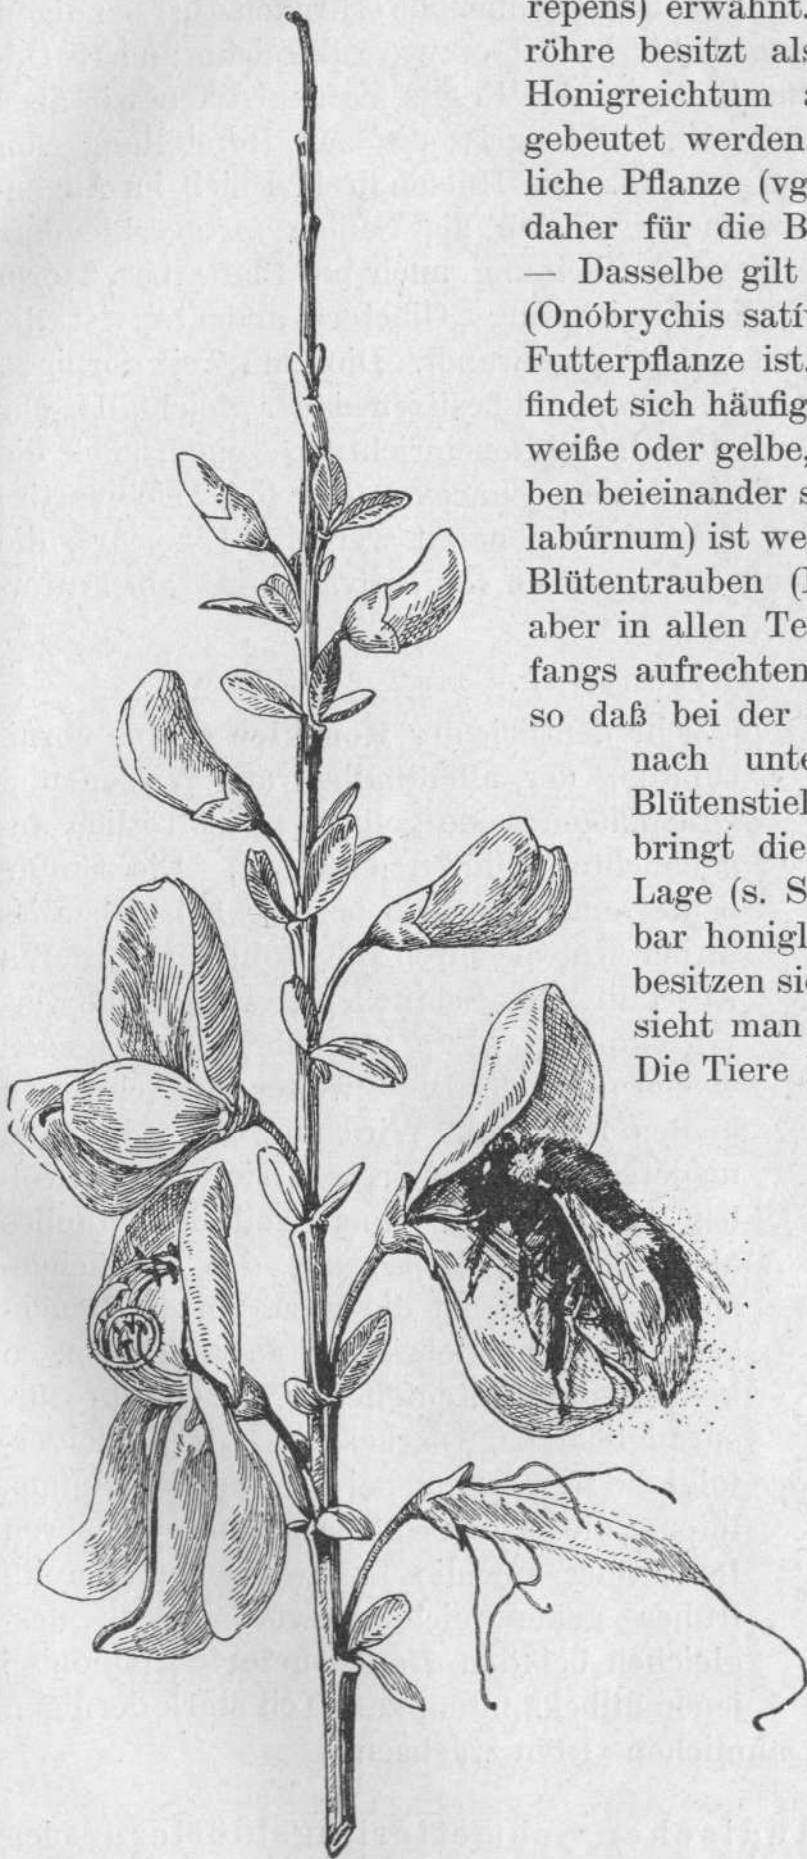 repens) erwähnt.
röhre besitzt als
Honigreichtum a
gebeutet werden
liche Pflanze (vg
daher für die B
— Dasselbe gilt
(Onóbrychis satív
Futterpflanze ist.
findet sich häufig
weiße oder gelbe,
ben beieinander s
labúrnum) ist we
Blütentrauben (
aber in allen Te
fangs aufrechten
so daß bei der
nach unte
Blütenstiel
bringt die
Lage (s. S
bar honigl
besitzen sie
sieht man
Die Tiere